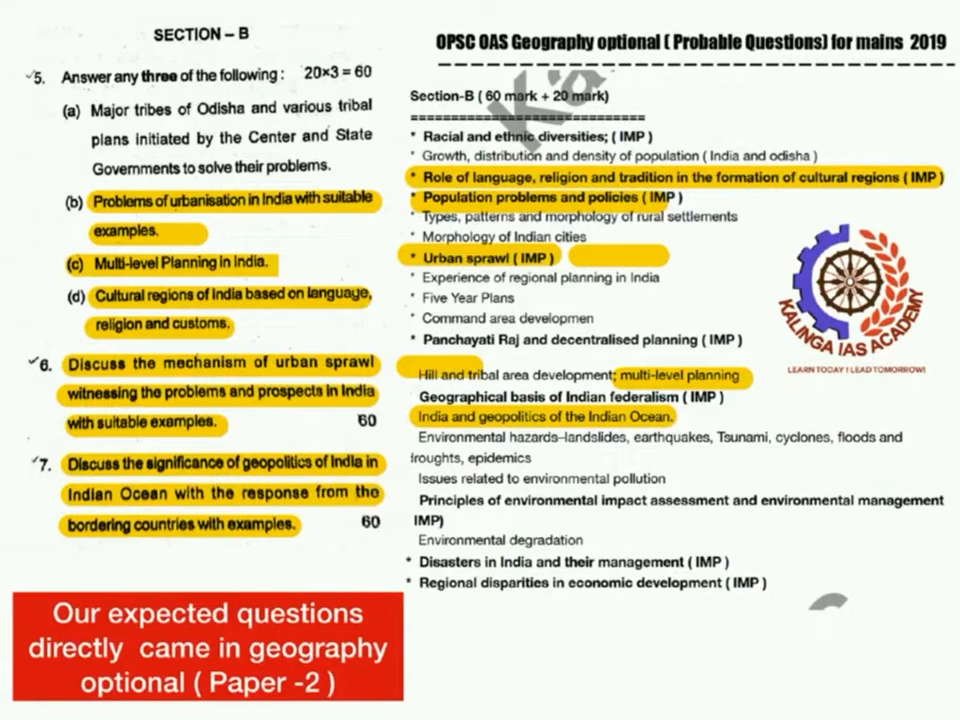 SECTION – B
5. Answer any three of the following : 20×3 = 60
(a) Major tribes of Odisha and various tribal
plans initiated by the Center and State
Governments to solve their problems.
(b) Problems of urbanisation in India with suitable
examples.
(c) Multi-level Planning in India.
(d) Cultural regions of India based on language,
religion and customs.
6. Discuss the mechanism of urban sprawl
witnessing the problems and prospects in India
with suitable examples. 60
7. Discuss the significance of geopolitics of India in
Indian Ocean with the response from the
bordering countries with examples. 60
Our expected questions
directly came in geography
optional ( Paper -2 )
OPSC OAS Geography optional ( Probable Questions) for mains 2019
Section-B ( 60 mark + 20 mark)
* Racial and ethnic diversities; ( IMP )
* Growth, distribution and density of population ( India and odisha )
* Role of language, religion and tradition in the formation of cultural regions ( IMP )
* Population problems and policies ( IMP )
* Types, patterns and morphology of rural settlements
* Morphology of Indian cities
* Urban sprawl ( IMP )
* Experience of regional planning in India
* Five Year Plans
* Command area developmen
* Panchayati Raj and decentralised planning ( IMP )
Hill and tribal area development; multi-level planning
Geographical basis of Indian federalism ( IMP )
India and geopolitics of the Indian Ocean.
Environmental hazards–landslides, earthquakes, Tsunami, cyclones, floods and
droughts, epidemics
Issues related to environmental pollution
Principles of environmental impact assessment and environmental management
IMP)
Environmental degradation
* Disasters in India and their management ( IMP )
* Regional disparities in economic development ( IMP )
KALINGA IAS ACADEMY
LEARN TODAY ! LEAD TOMORROW!
Ka